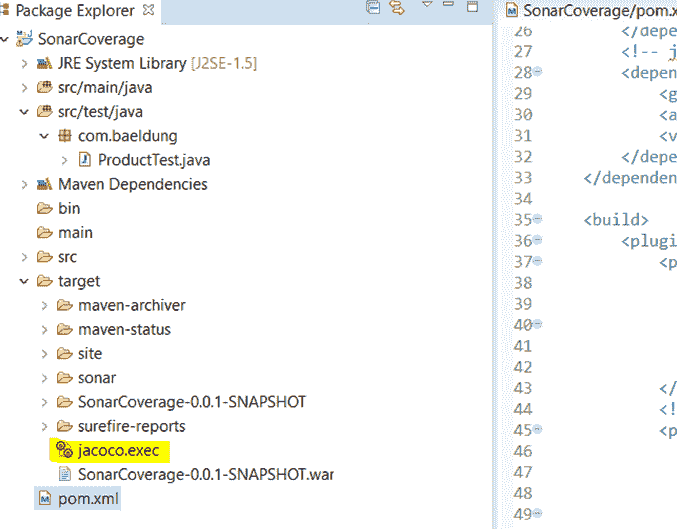 Package Explorer
SonarCoverage
JRE System Library [J2SE-1.5]
src/main/java
src/test/java
com.baeldung
ProductTest.java
Maven Dependencies
bin
main
src
target
maven-archiver
maven-status
site
sonar
SonarCoverage-0.0.1-SNAPSHOT
surefire-reports
jacoco.exec
SonarCoverage-0.0.1-SNAPSHOT.war
pom.xml
SonarCoverage/pom.x
26 </depe
27 <!-- j
28 <depen
29 <g
30 <a
31 <v
32 </depe
33 </dependen
34
35 <build>
36 <plugi
37 <p
38
39
40
41
42
43 </
44 <!
45 <p
46
47
48
49